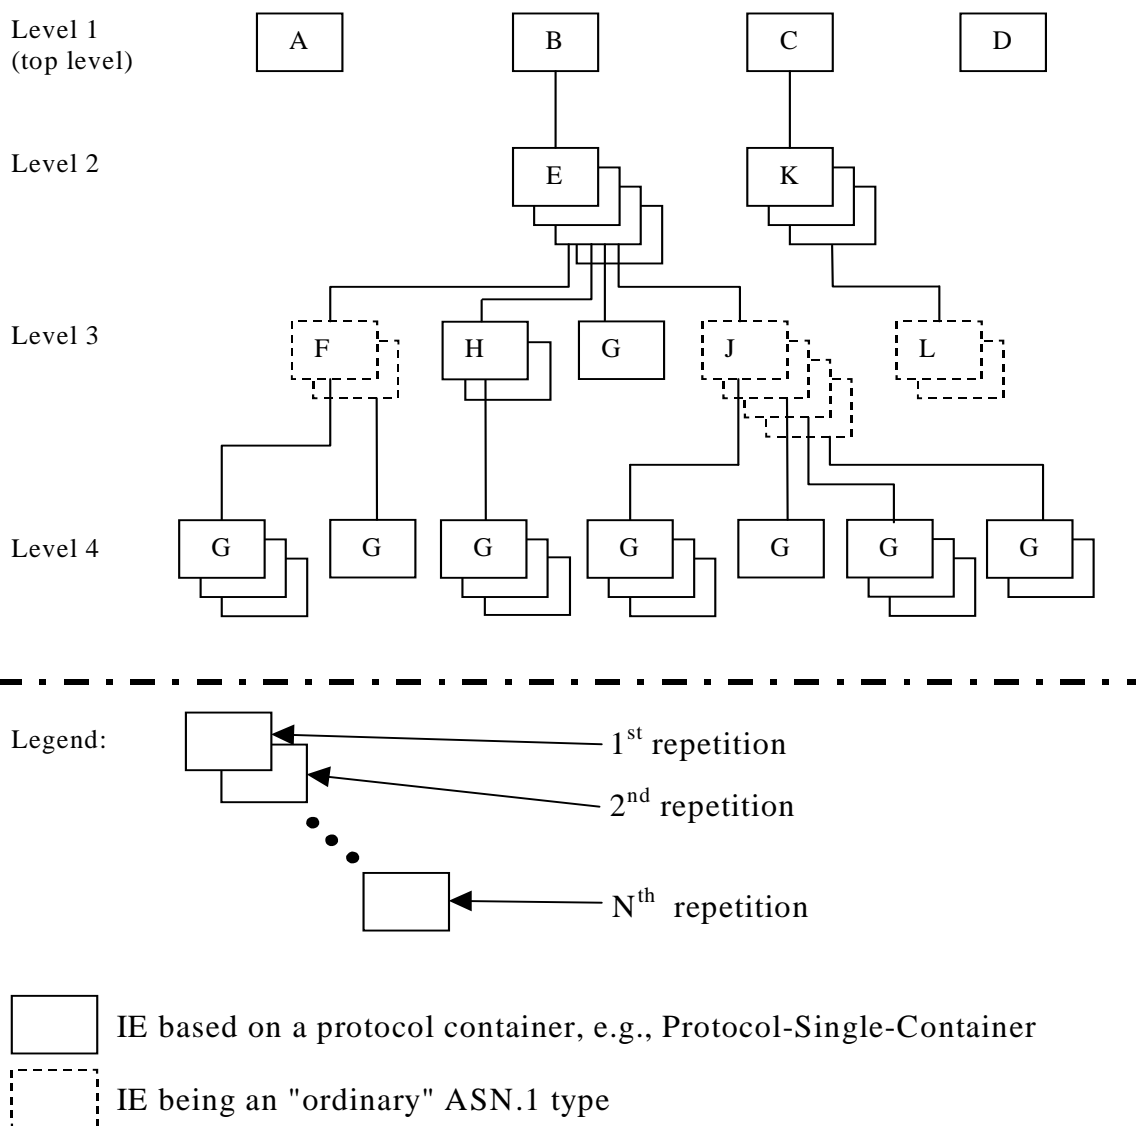 Level 1
(top level)
A
B
C
D
Level 2
E
K
Level 3
F
H
G
J
L
Level 4
G
G
G
G
G
G
G
Legend:
1st repetition
2nd repetition
Nth repetition
IE based on a protocol container, e.g., Protocol-Single-Container
IE being an "ordinary" ASN.1 type